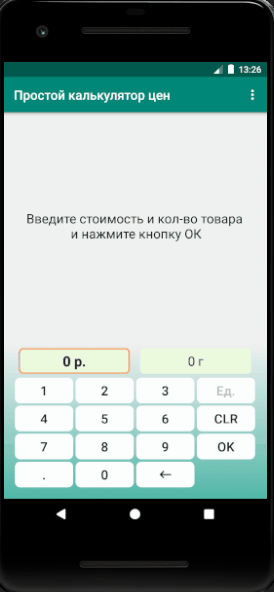 13:26
Простой калькулятор цен
Введите стоимость и кол-во товара
и нажмите кнопку ОК
0 р. 0 г
1 2 3 Ед.
4 5 6 CLR
7 8 9 OK
. 0 ←